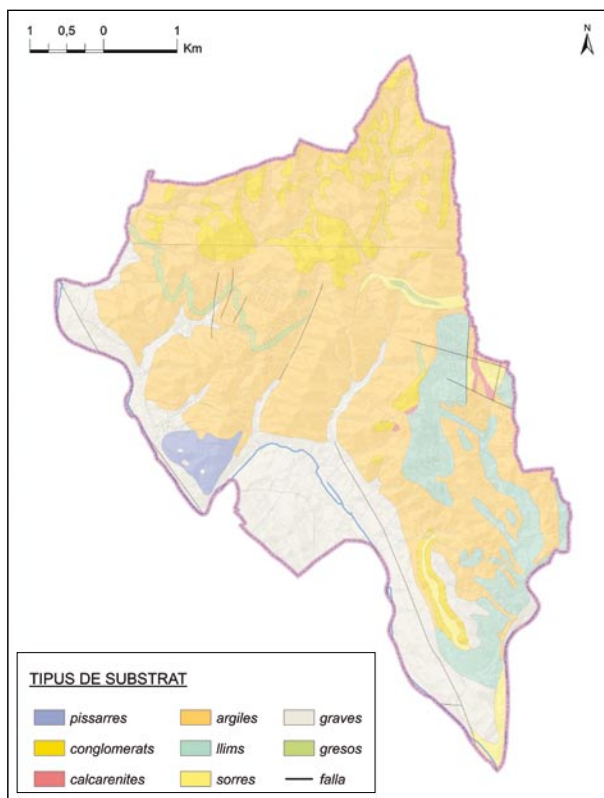 1 0,5 0 1
Km
N
TIPUS DE SUBSTRAT
pissarres argiles graves
conglomerats llims gresos
calcarenites sorres falla